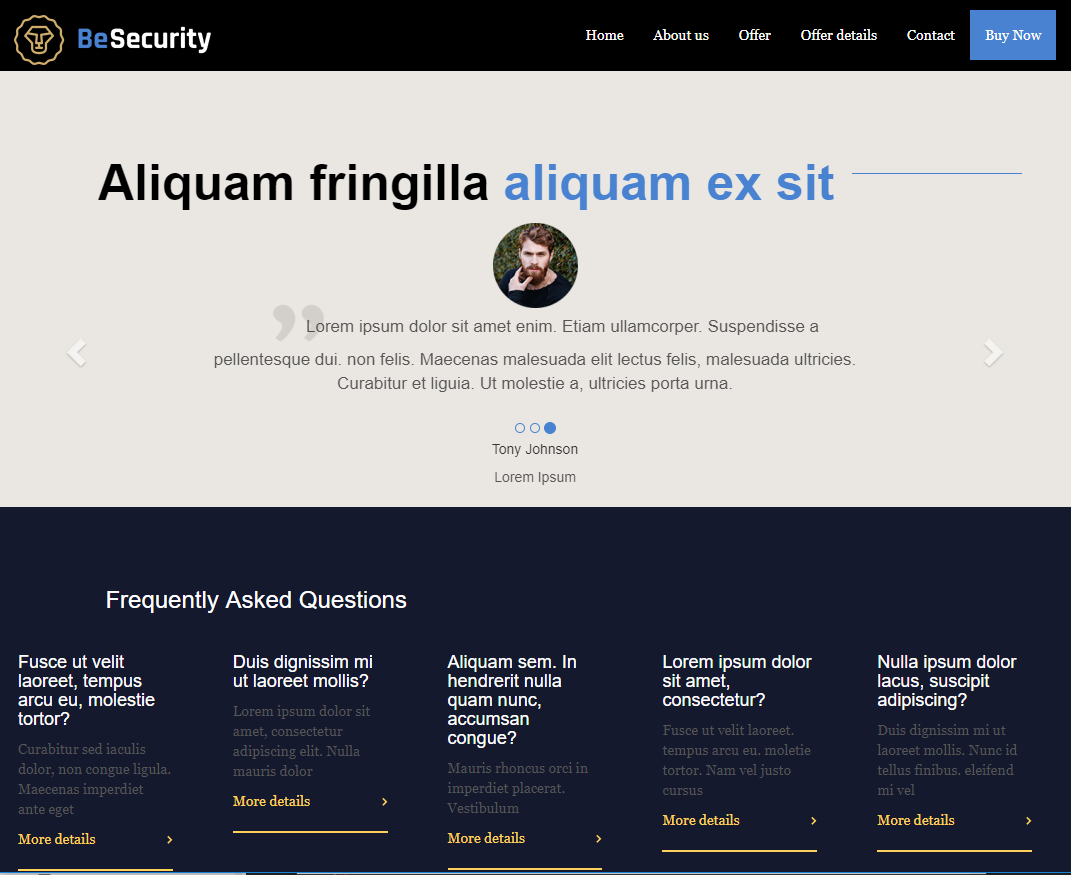 BeSecurity
Home About us Offer Offer details Contact Buy Now
Aliquam fringilla aliquam ex sit
Lorem ipsum dolor sit amet enim. Etiam ullamcorper. Suspendisse a
pellentesque dui. non felis. Maecenas malesuada elit lectus felis, malesuada ultricies.
Curabitur et liguia. Ut molestie a, ultricies porta urna.
Tony Johnson
Lorem Ipsum
Frequently Asked Questions
Fusce ut velit
laoreet, tempus
arcu eu, molestie
tortor?
Curabitur sed iaculis
dolor, non congue ligula.
Maecenas imperdiet
ante eget
More details
Duis dignissim mi
ut laoreet mollis?
Lorem ipsum dolor sit
amet, consectetur
adipiscing elit. Nulla
mauris dolor
More details
Aliquam sem. In
hendrerit nulla
quam nunc,
accumsan
congue?
Mauris rhoncus orci in
imperdiet placerat.
Vestibulum
More details
Lorem ipsum dolor
sit amet,
consectetur?
Fusce ut velit laoreet.
tempus arcu eu. moletie
tortor. Nam vel justo
cursus
More details
Nulla ipsum dolor
lacus, suscipit
adipiscing?
Duis dignissim mi ut
laoreet mollis. Nunc id
tellus finibus. eleifend
mi vel
More details